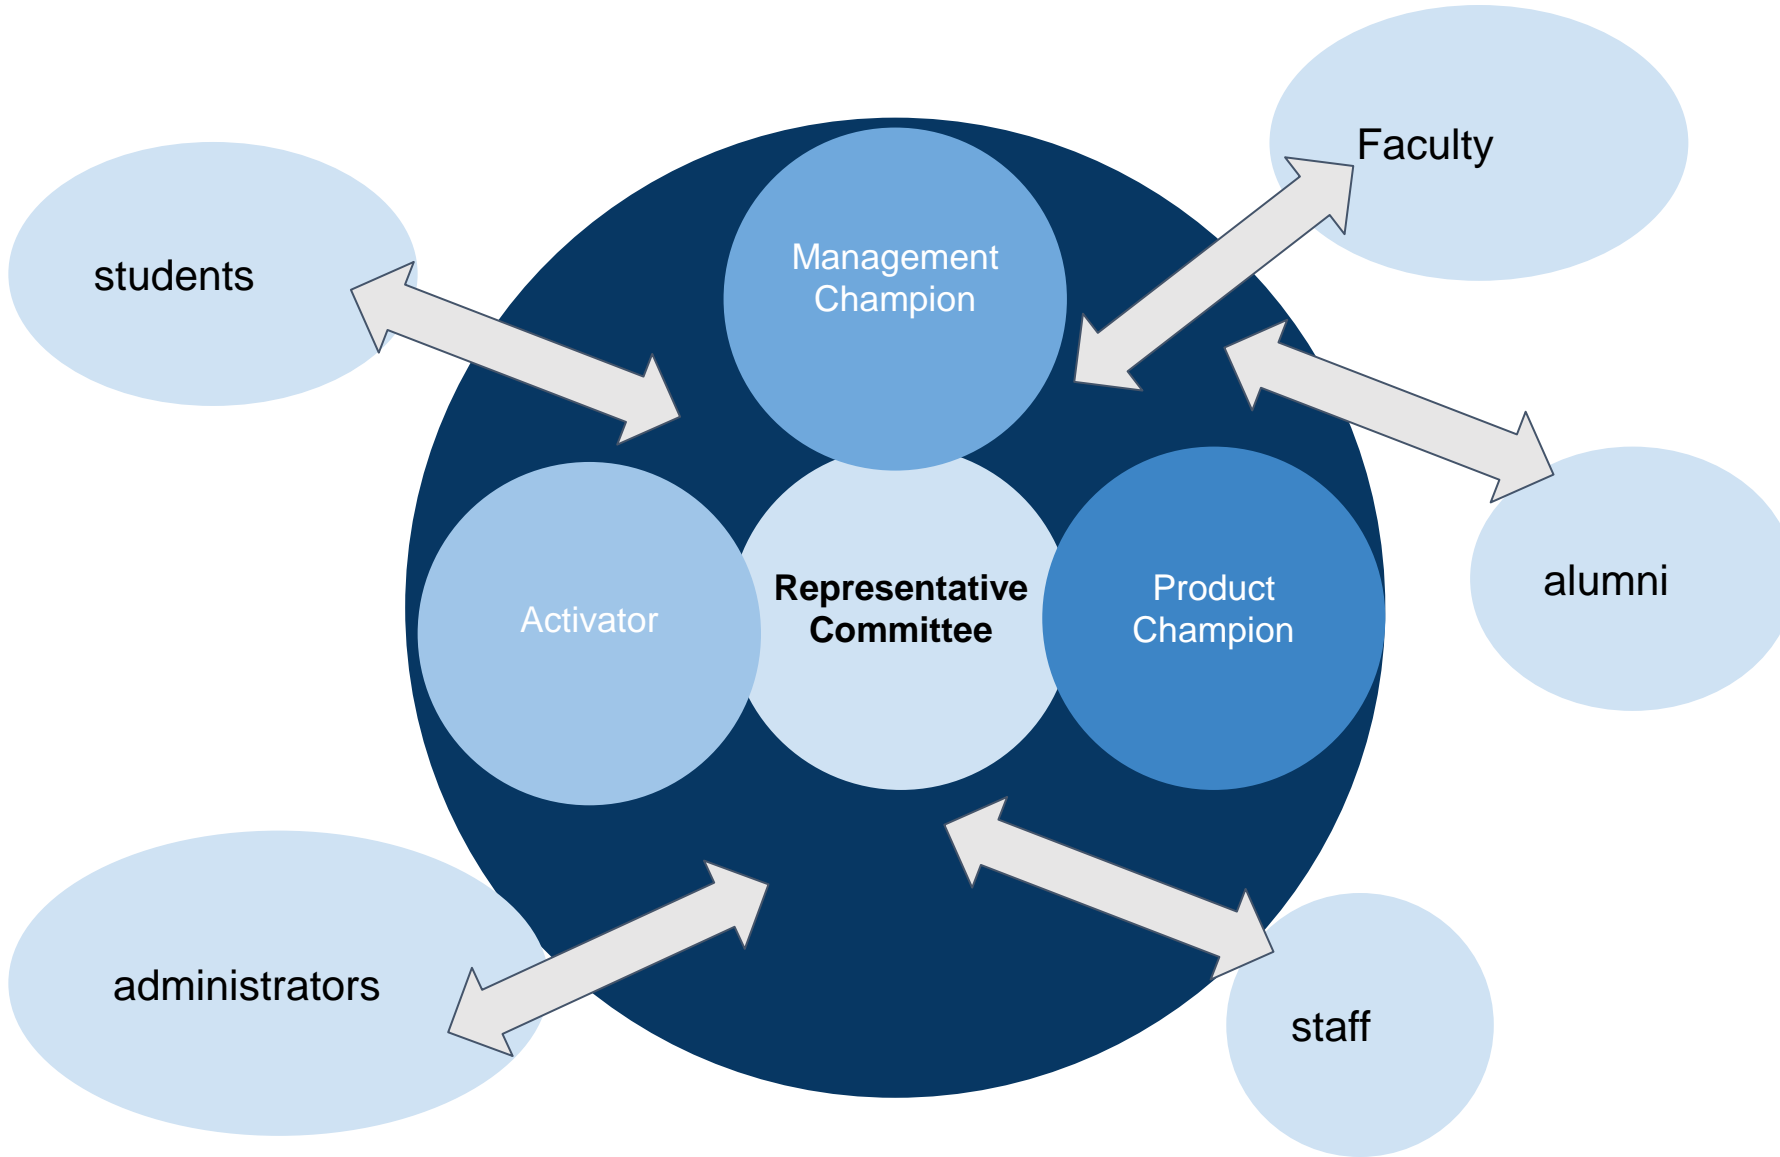 Faculty
students
Management
Champion
Activator
Representative
Committee
Product
Champion
alumni
administrators
staff